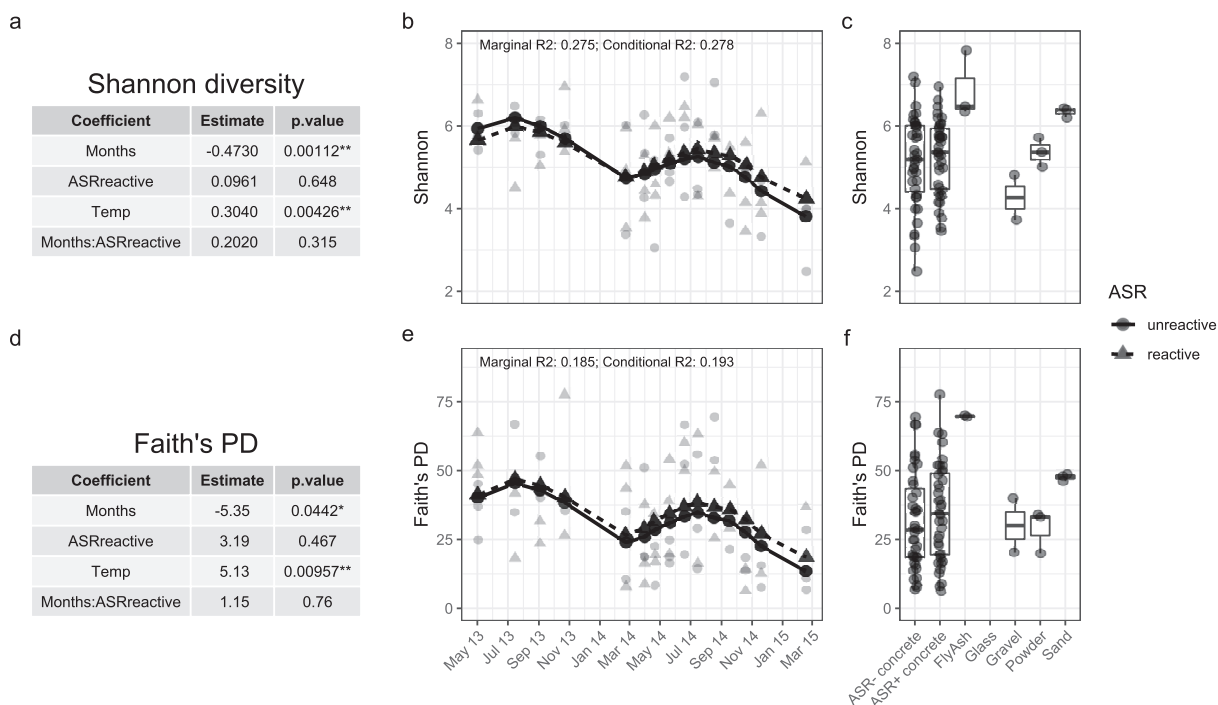 a
Shannon diversity
Coefficient Estimate p.value
Months -0.4730 0.00112**
ASRreactive 0.0961 0.648
Temp 0.3040 0.00426**
Months:ASRreactive 0.2020 0.315
b
Marginal R2: 0.275; Conditional R2: 0.278
Shannon
8
6
4
2
c
Shannon
8
6
4
2
d
Faith's PD
Coefficient Estimate p.value
Months -5.35 0.0442*
ASRreactive 3.19 0.467
Temp 5.13 0.00957**
Months:ASRreactive 1.15 0.76
e
Marginal R2: 0.185; Conditional R2: 0.193
Faith's PD
75
50
25
0
May 13
Jul 13
Sep 13
Nov 13
Jan 14
Mar 14
May 14
Jul 14
Sep 14
Nov 14
Jan 15
Mar 15
f
Faith's PD
75
50
25
0
ASR- concrete
ASR+ concrete
FlyAsh
Glass
Gravel
Powder
Sand
ASR
unreactive
reactive